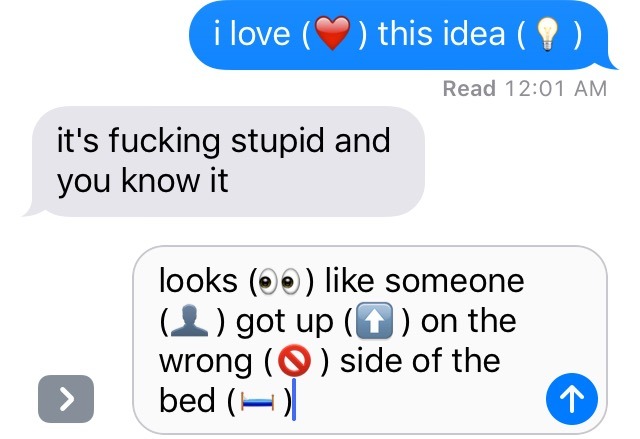 i love (❤️) this idea (💡)
Read 12:01 AM
it's fucking stupid and
you know it
looks (👀) like someone
(👤) got up (⬆️) on the
wrong (🚫) side of the
bed (🛏)